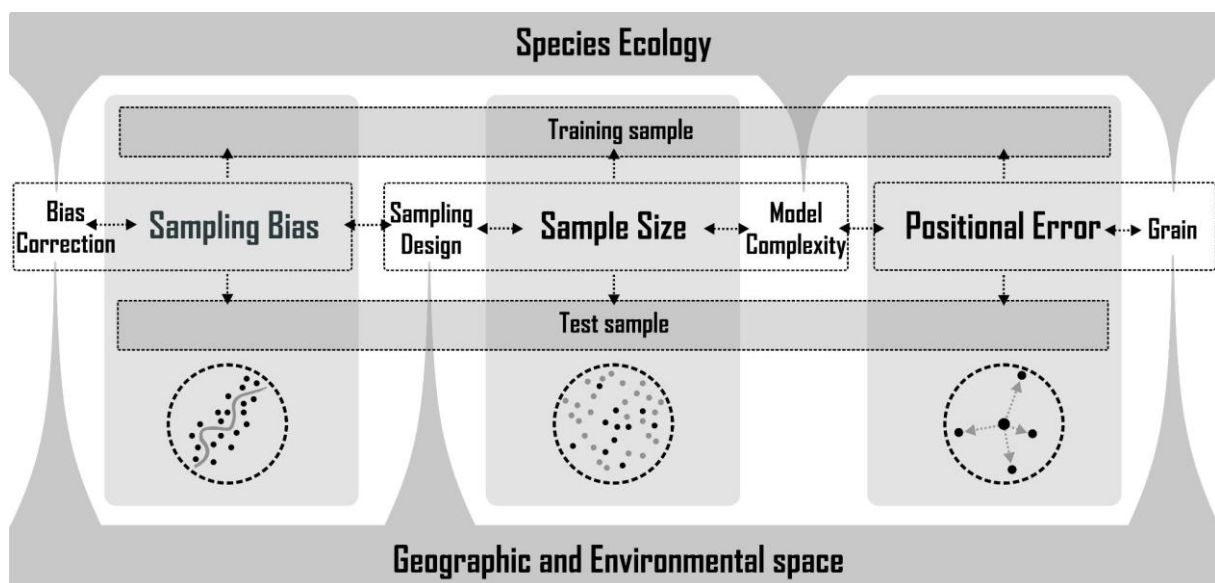 Species Ecology
Training sample
Bias
Correction
Sampling Bias
Sampling
Design
Sample Size
Model
Complexity
Positional Error
Grain
Test sample
Geographic and Environmental space